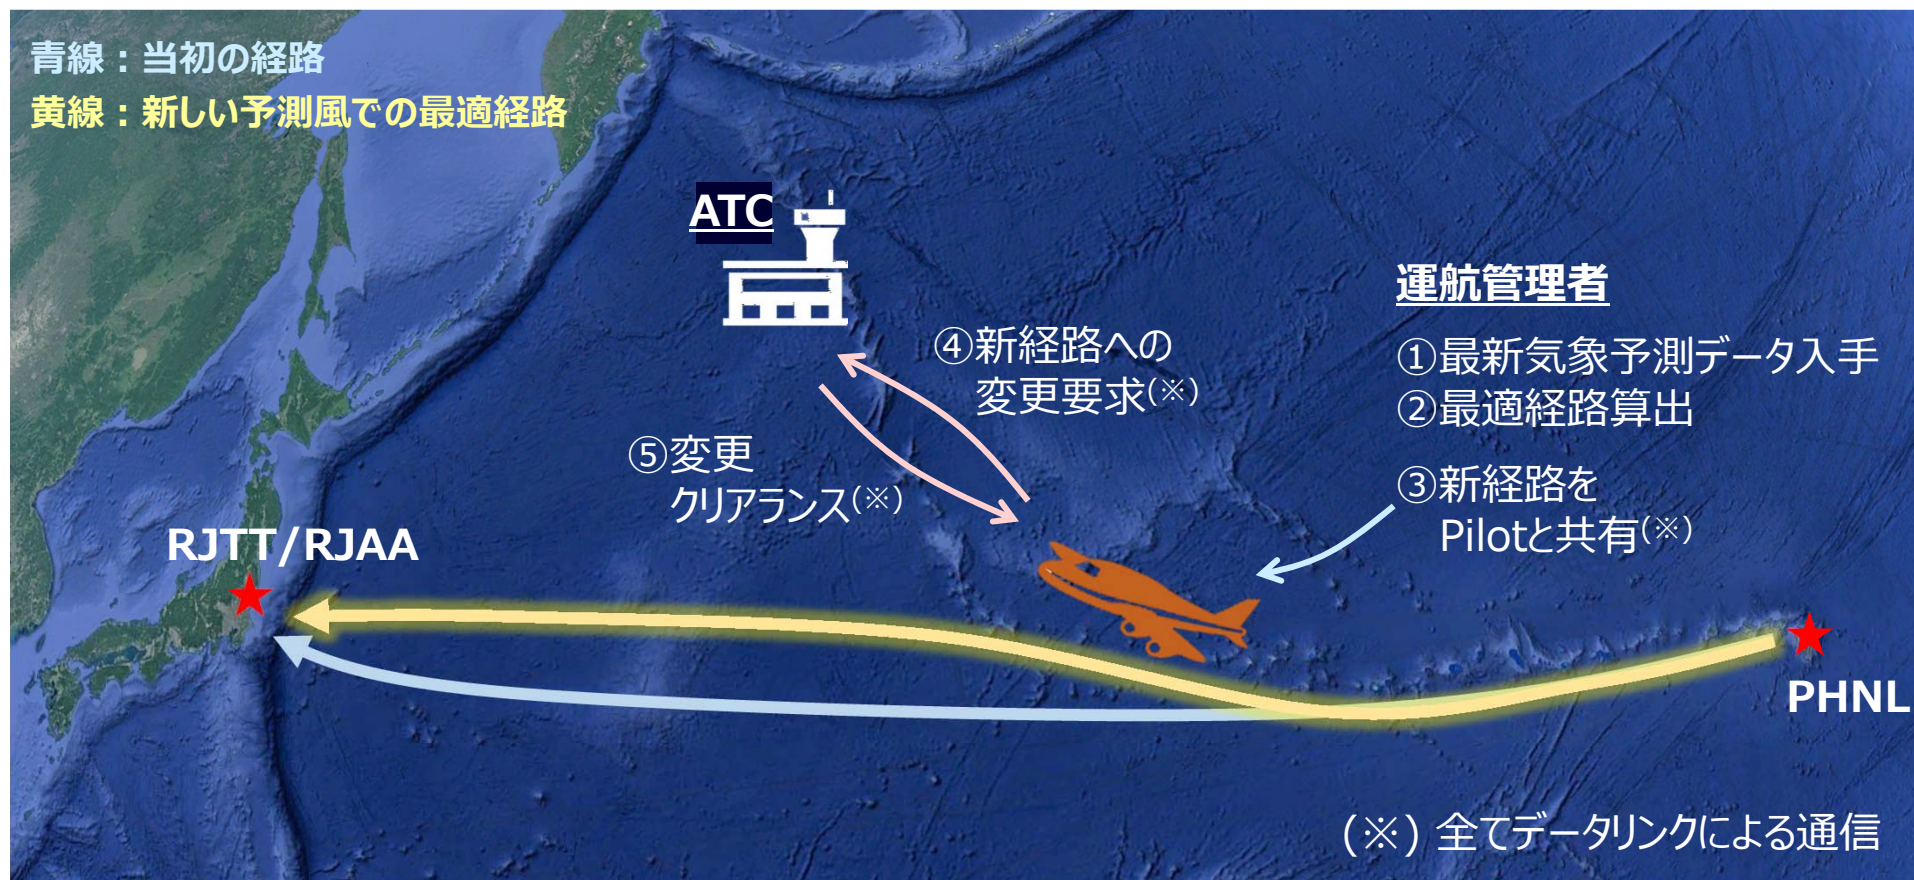 青線：当初の経路
黄線：新しい予測風での最適経路
ATC
運航管理者
①最新気象予測データ入手
②最適経路算出
③新経路を
Pilotと共有(※)
④新経路への
変更要求(※)
⑤変更
クリアランス(※)
RJTT/RJAA
PHNL
(※) 全てデータリンクによる通信